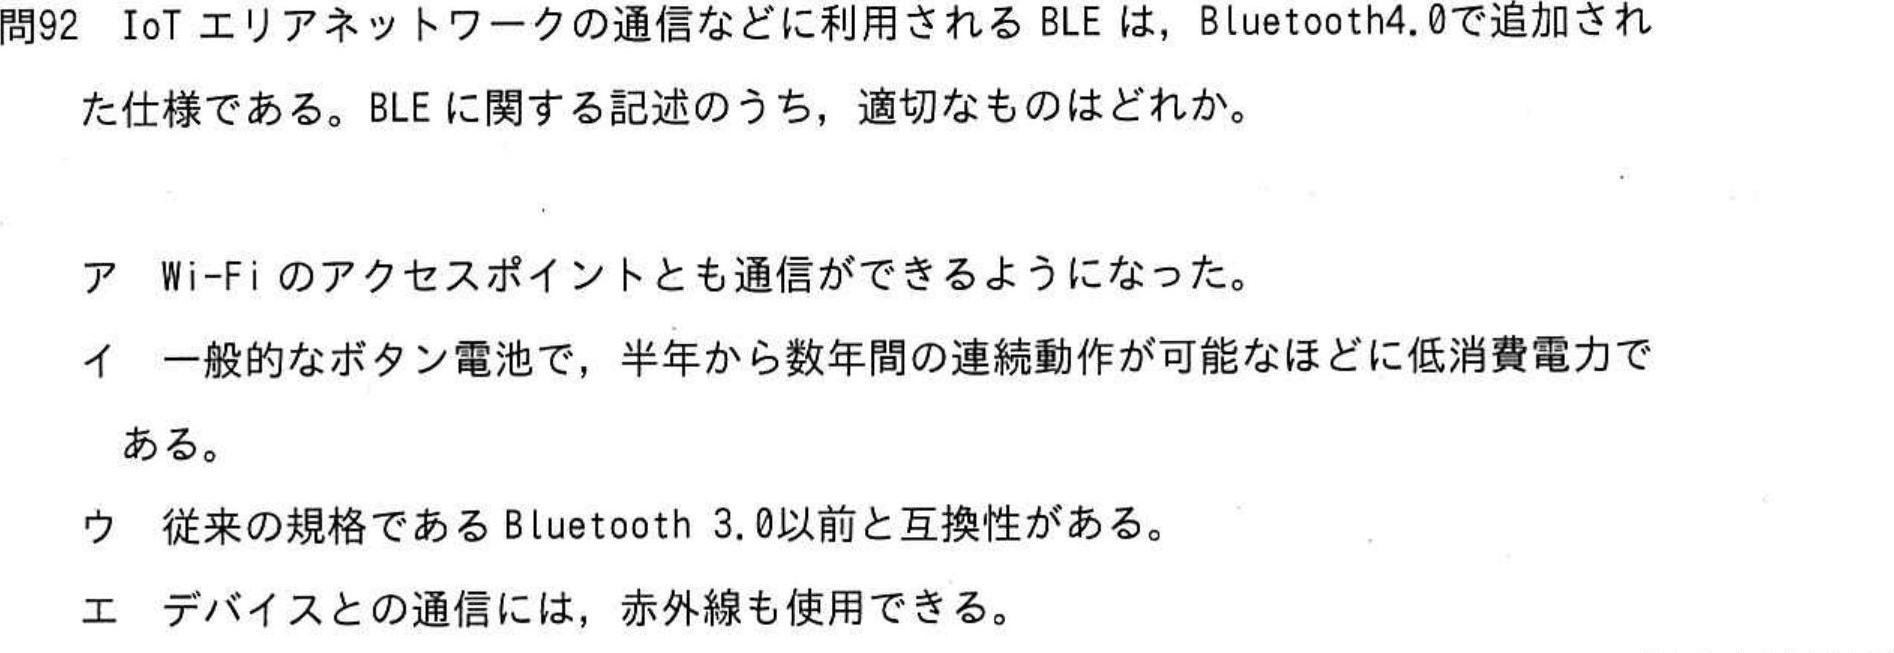 問92 IoT エリアネットワークの通信などに利用される BLE は，Bluetooth4.0で追加され
た仕様である。BLE に関する記述のうち，適切なものはどれか。
ア Wi-Fi のアクセスポイントとも通信ができるようになった。
イ 一般的なボタン電池で，半年から数年間の連続動作が可能なほどに低消費電力で
ある。
ウ 従来の規格である Bluetooth 3.0以前と互換性がある。
エ デバイスとの通信には，赤外線も使用できる。